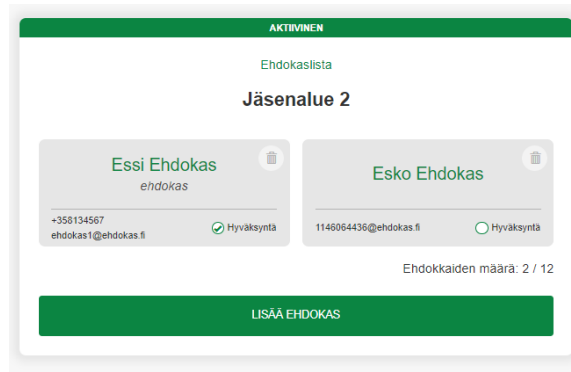 AKTIIVINEN
Ehdokaslista
Jäsenalue 2
Essi Ehdokas
ehdokas
+358134567
ehdokas1@ehdokas.fi
Hyväksyntä
Esko Ehdokas
1146064436@ehdokas.fi
Hyväksyntä
Ehdokkaiden määrä: 2 / 12
LISÄÄ EHDOKAS